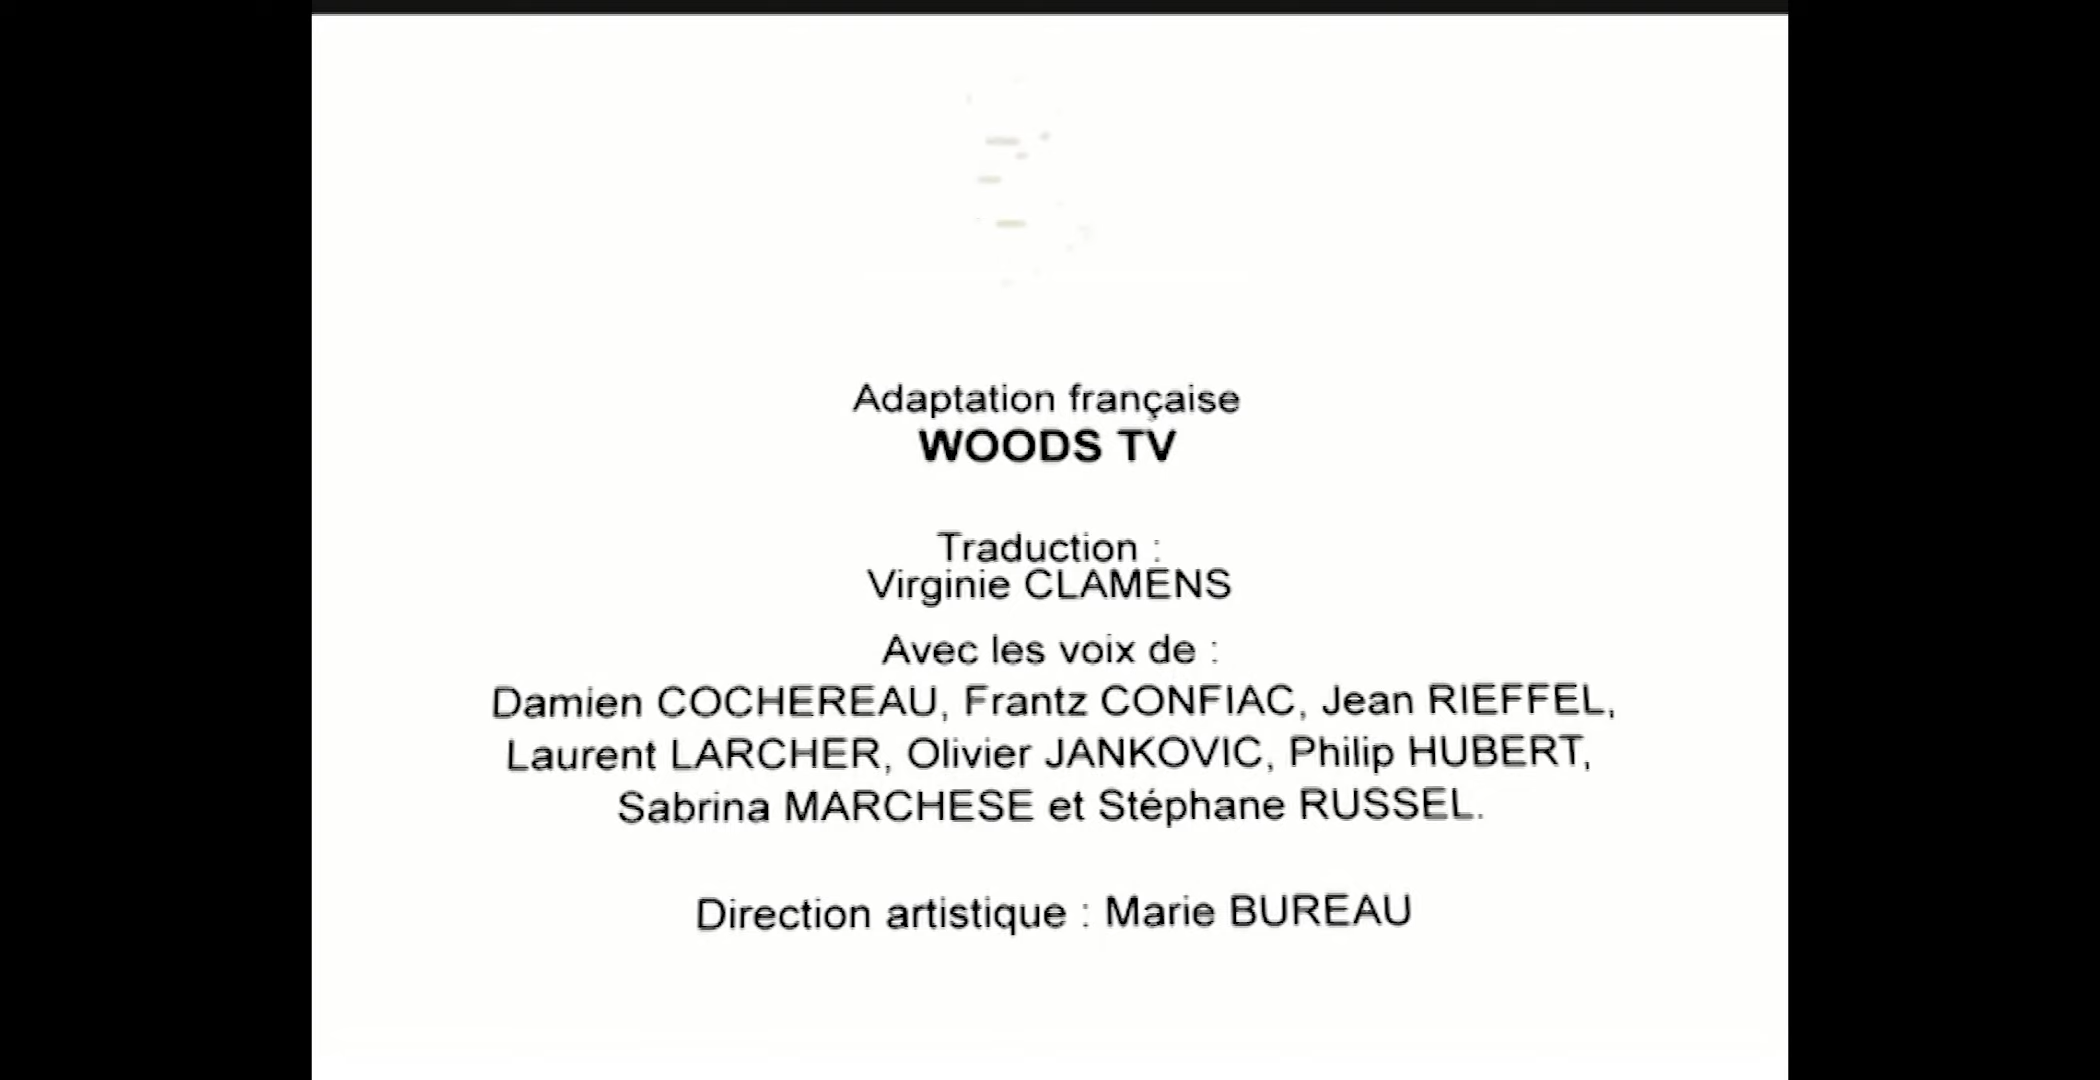 Adaptation française
WOODS TV
Traduction :
Virginie CLAMENS
Avec les voix de :
Damien COCHEREAU, Frantz CONFIAC, Jean RIEFFEL,
Laurent LARCHER, Olivier JANKOVIC, Philip HUBERT,
Sabrina MARCHESE et Stéphane RUSSEL.
Direction artistique : Marie BUREAU